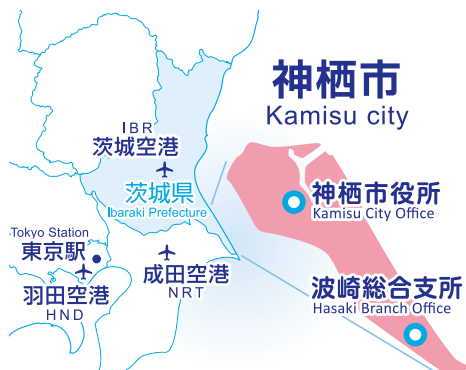 神栖市
Kamisu city
IBR
茨城空港
茨城県
Ibaraki Prefecture
神栖市役所
Kamisu City Office
Tokyo Station
東京駅
成田空港
NRT
羽田空港
HND
波崎総合支所
Hasaki Branch Office